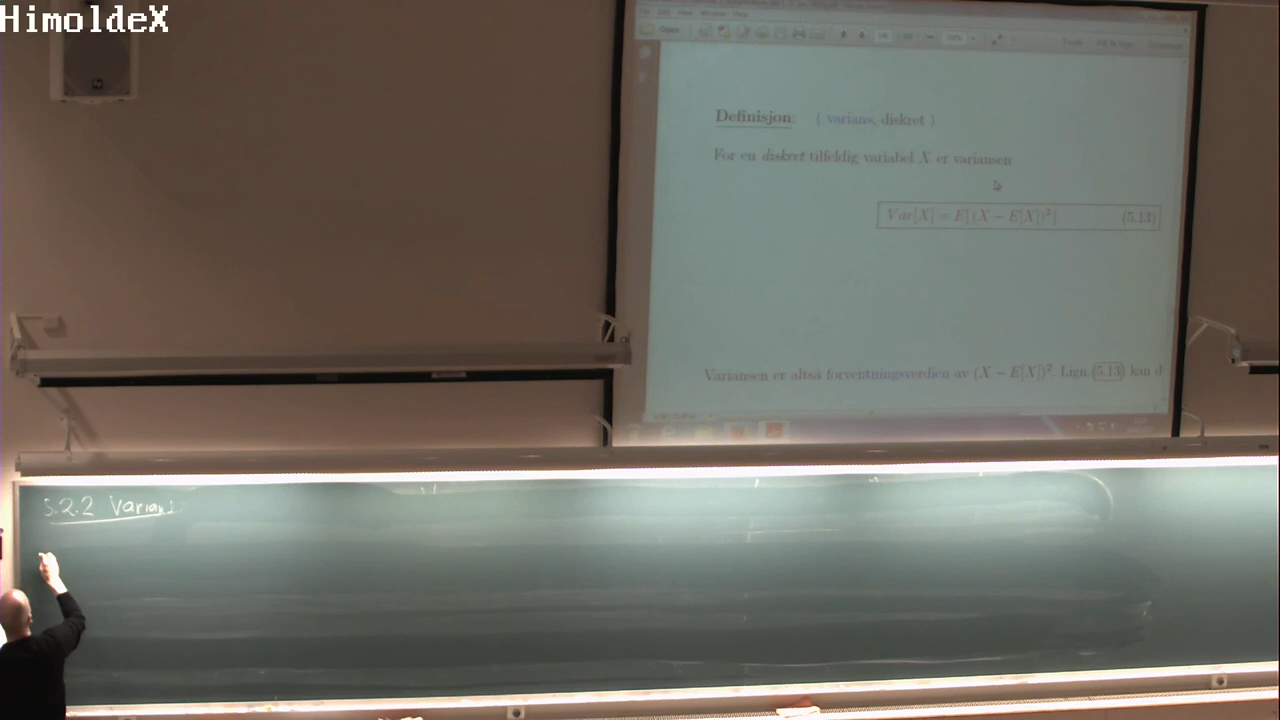 HimoldeX
Open
Definisjon: ( varians, diskret )
For en diskret tilfeldig variabel X er variansen
Var[X] = E[(X − E[X])²] (5.13)
Variansen er altså forventningsverdien av (X − E[X])². Lign.(5.13) kan d
5.2.2 Varians